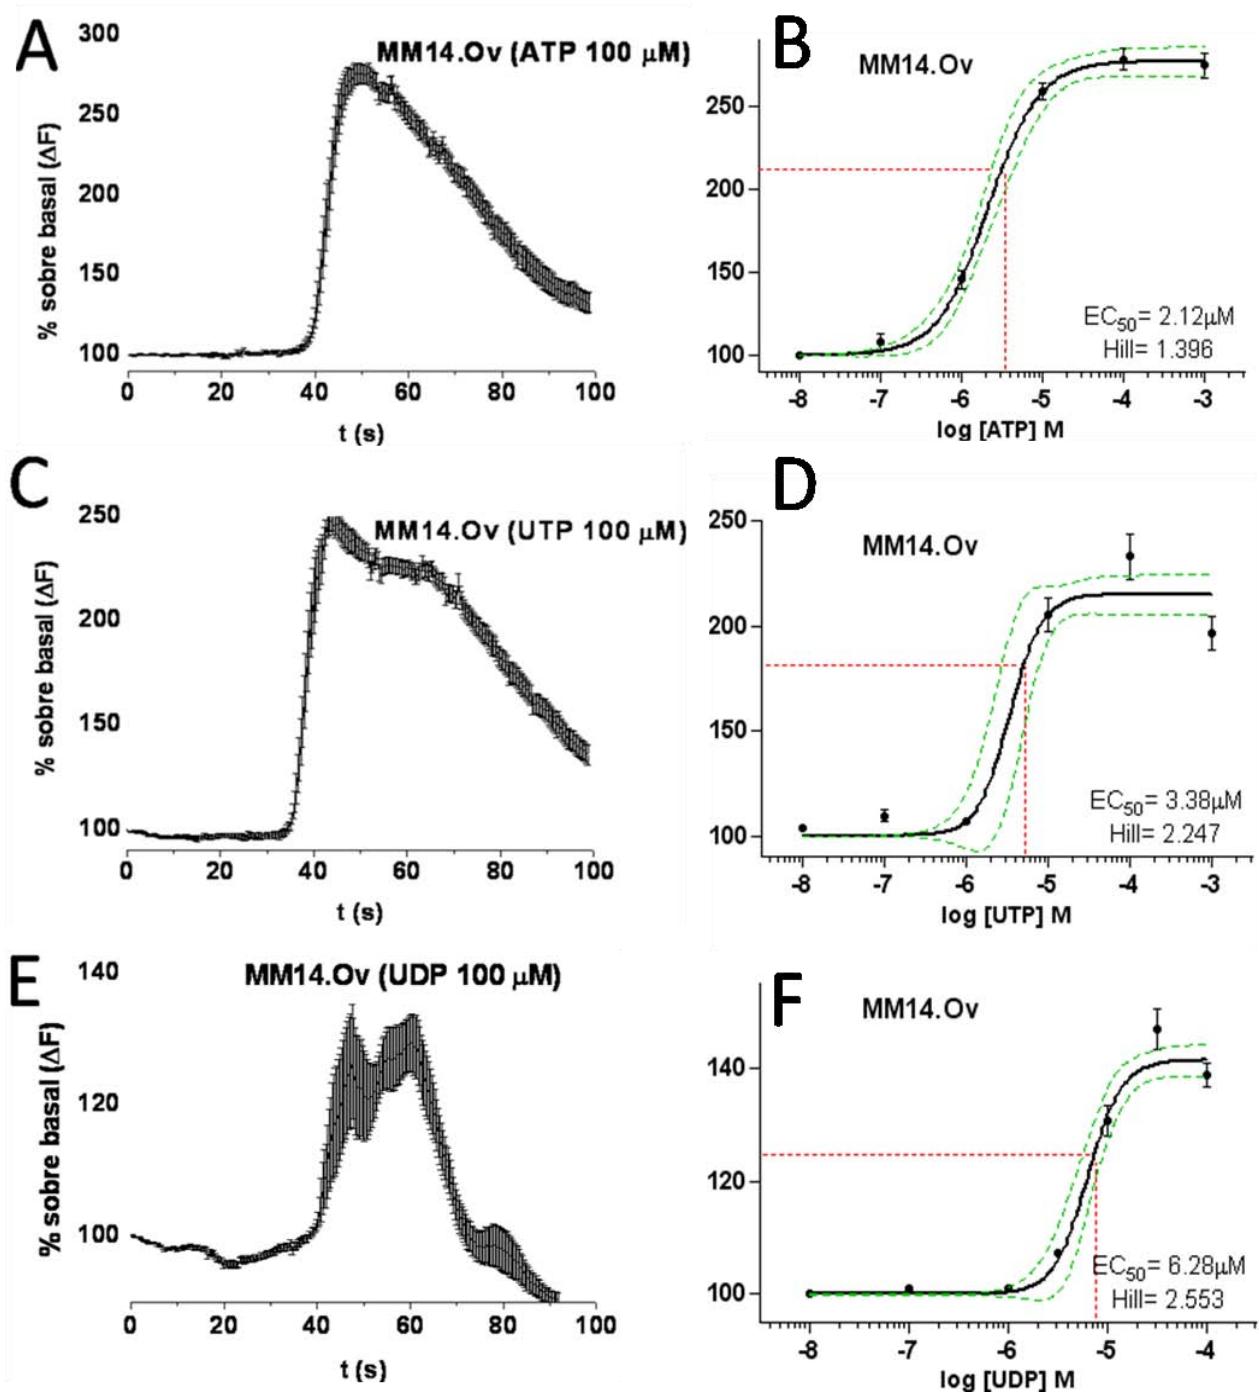 A
MM14.Ov (ATP 100 µM)
% sobre basal (ΔF)
300
250
200
150
100
0 20 40 60 80 100
t (s)
B
MM14.Ov
250
200
150
100
EC50= 2.12µM
Hill= 1.396
-8 -7 -6 -5 -4 -3
log [ATP] M
C
MM14.Ov (UTP 100 µM)
% sobre basal (ΔF)
250
200
150
100
0 20 40 60 80 100
t (s)
D
MM14.Ov
250
200
150
100
EC50= 3.38µM
Hill= 2.247
-8 -7 -6 -5 -4 -3
log [UTP] M
E
MM14.Ov (UDP 100 µM)
% sobre basal (ΔF)
140
120
100
0 20 40 60 80 100
t (s)
F
MM14.Ov
140
120
100
EC50= 6.28µM
Hill= 2.553
-8 -7 -6 -5 -4
log [UDP] M